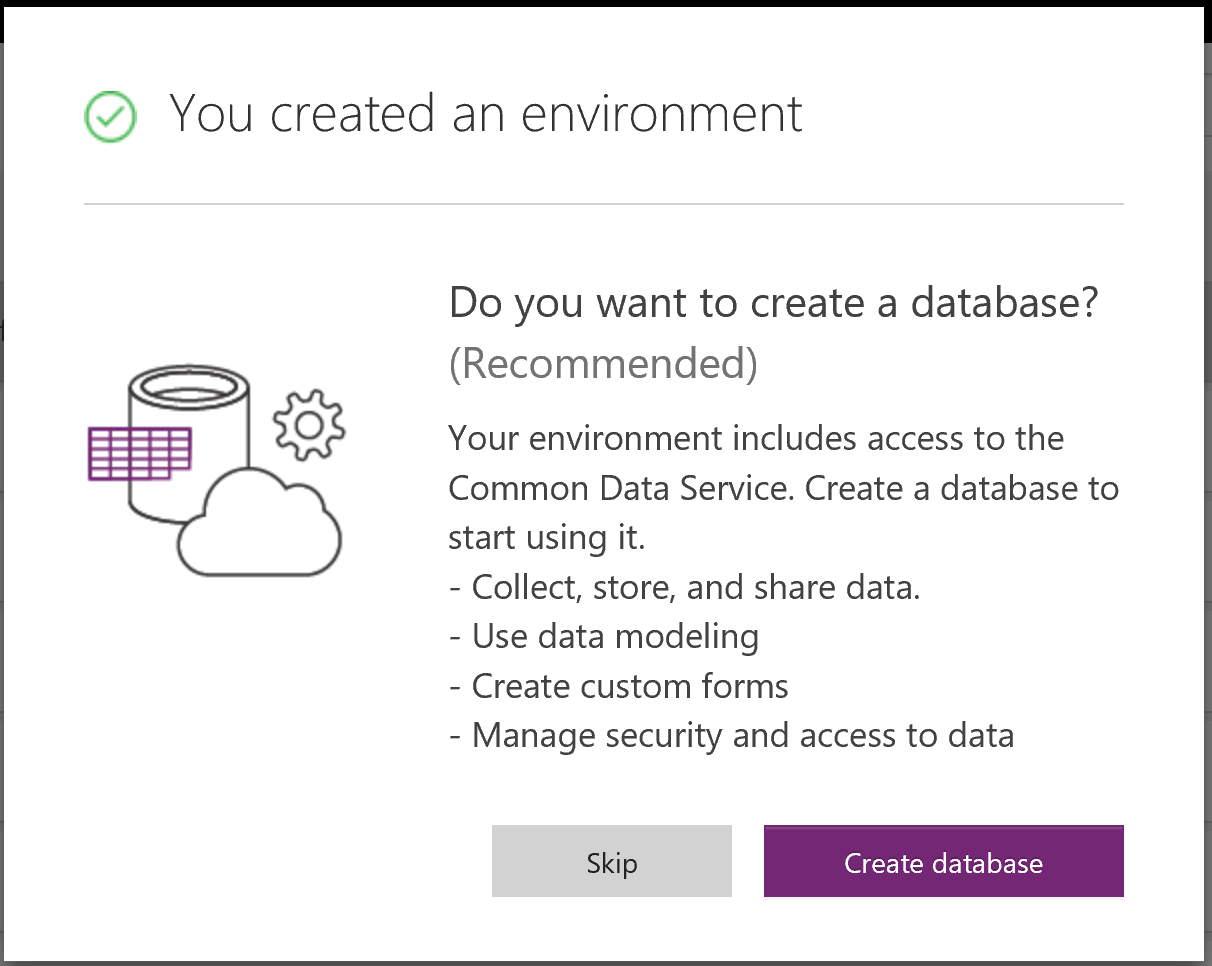 You created an environment
Do you want to create a database?
(Recommended)
Your environment includes access to the
Common Data Service. Create a database to
start using it.
- Collect, store, and share data.
- Use data modeling
- Create custom forms
- Manage security and access to data
Skip
Create database